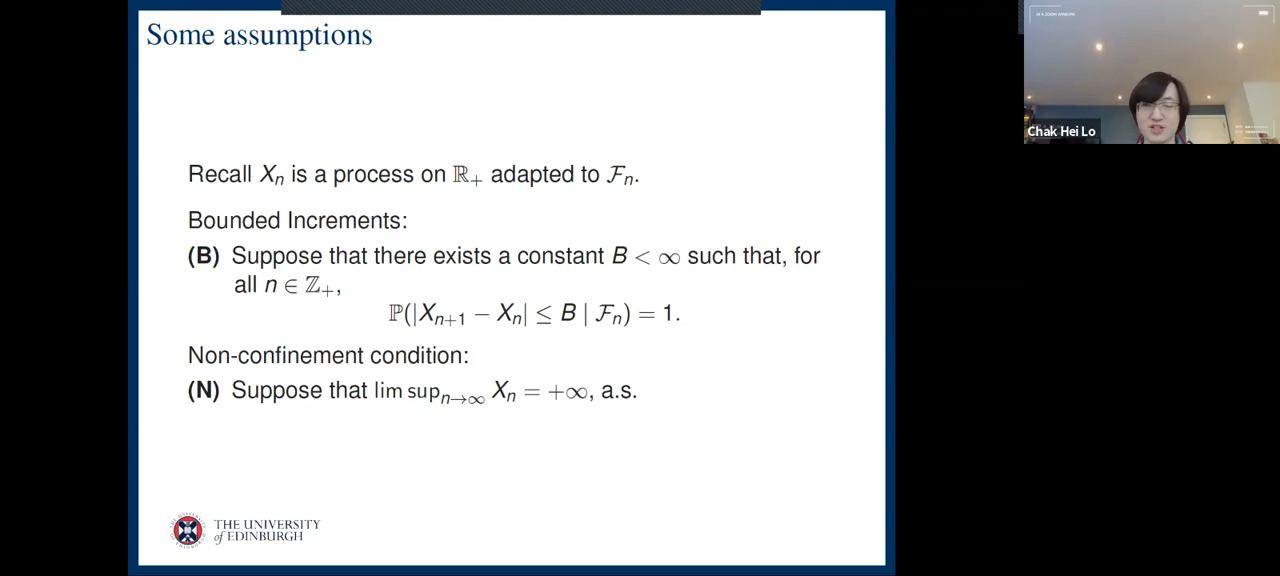 Some assumptions
Recall Xₙ is a process on ℝ₊ adapted to ℱₙ.
Bounded Increments:
(B) Suppose that there exists a constant B < ∞ such that, for
all n ∈ ℤ₊,
ℙ(|Xₙ₊₁ − Xₙ| ≤ B | ℱₙ) = 1.
Non-confinement condition:
(N) Suppose that lim supₙ→∞ Xₙ = +∞, a.s.
THE UNIVERSITY
of EDINBURGH
Chak Hei Lo